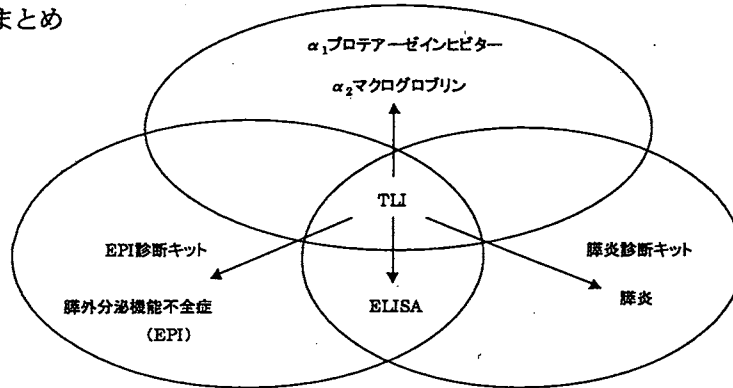 まとめ
α₁プロテアーゼインヒビター
α₂マクログロブリン
TLI
EPI診断キット
膵炎診断キット
膵外分泌機能不全症
(EPI)
ELISA
膵炎